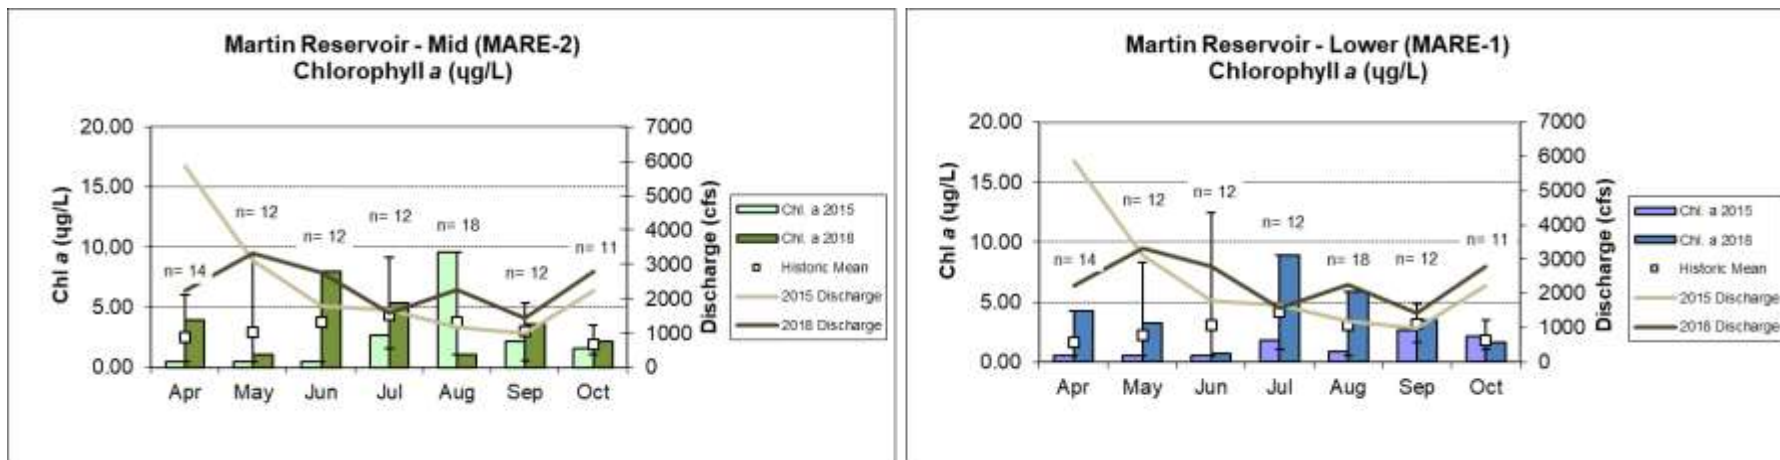 Martin Reservoir - Mid (MARE-2)
Chlorophyll a (ųg/L)
20.00
15.00
10.00
5.00
0.00
Chl a (ųg/L)
7000
6000
5000
4000
3000
2000
1000
0
Discharge (cfs)
n= 14
n= 12
n= 12
n= 12
n= 18
n= 12
n= 11
Apr May Jun Jul Aug Sep Oct
Chl. a 2015
Chl. a 2018
Historic Mean
2015 Discharge
2018 Discharge
Martin Reservoir - Lower (MARE-1)
Chlorophyll a (ųg/L)
20.00
15.00
10.00
5.00
0.00
Chl a (ųg/L)
7000
6000
5000
4000
3000
2000
1000
0
Discharge (cfs)
n= 14
n= 12
n= 12
n= 12
n= 18
n= 12
n= 11
Apr May Jun Jul Aug Sep Oct
Chl. a 2015
Chl. a 2018
Historic Mean
2015 Discharge
2018 Discharge